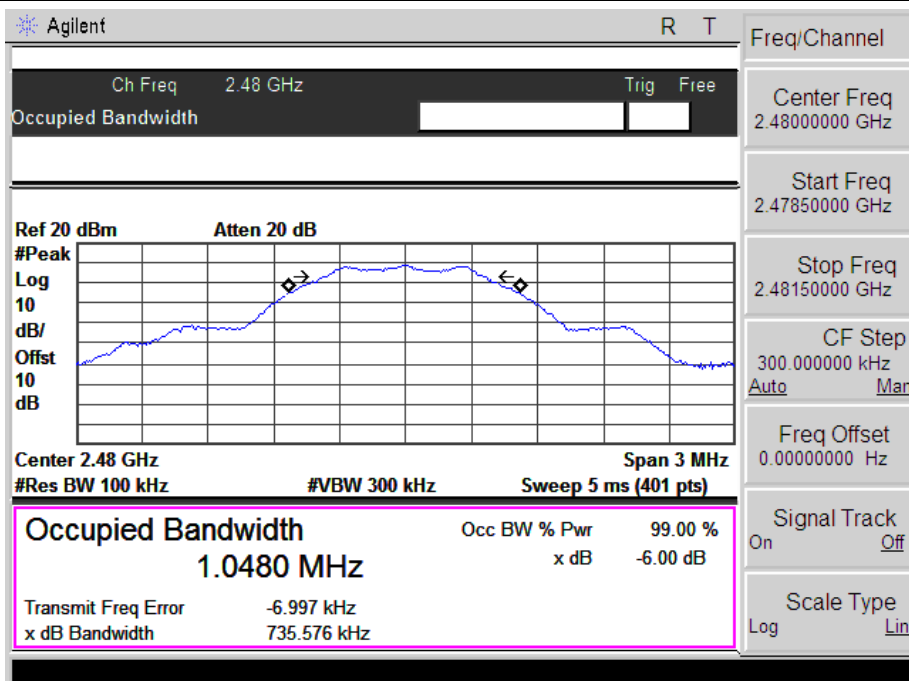 Agilent R T
Ch Freq 2.48 GHz Trig Free
Occupied Bandwidth
Ref 20 dBm Atten 20 dB
#Peak
Log
10
dB/
Offst
10
dB
Center 2.48 GHz Span 3 MHz
#Res BW 100 kHz #VBW 300 kHz Sweep 5 ms (401 pts)
Occupied Bandwidth Occ BW % Pwr 99.00 %
1.0480 MHz x dB -6.00 dB
Transmit Freq Error -6.997 kHz
x dB Bandwidth 735.576 kHz
Freq/Channel
Center Freq
2.48000000 GHz
Start Freq
2.47850000 GHz
Stop Freq
2.48150000 GHz
CF Step
300.000000 kHz
Auto Man
Freq Offset
0.00000000 Hz
Signal Track
On Off
Scale Type
Log Lin